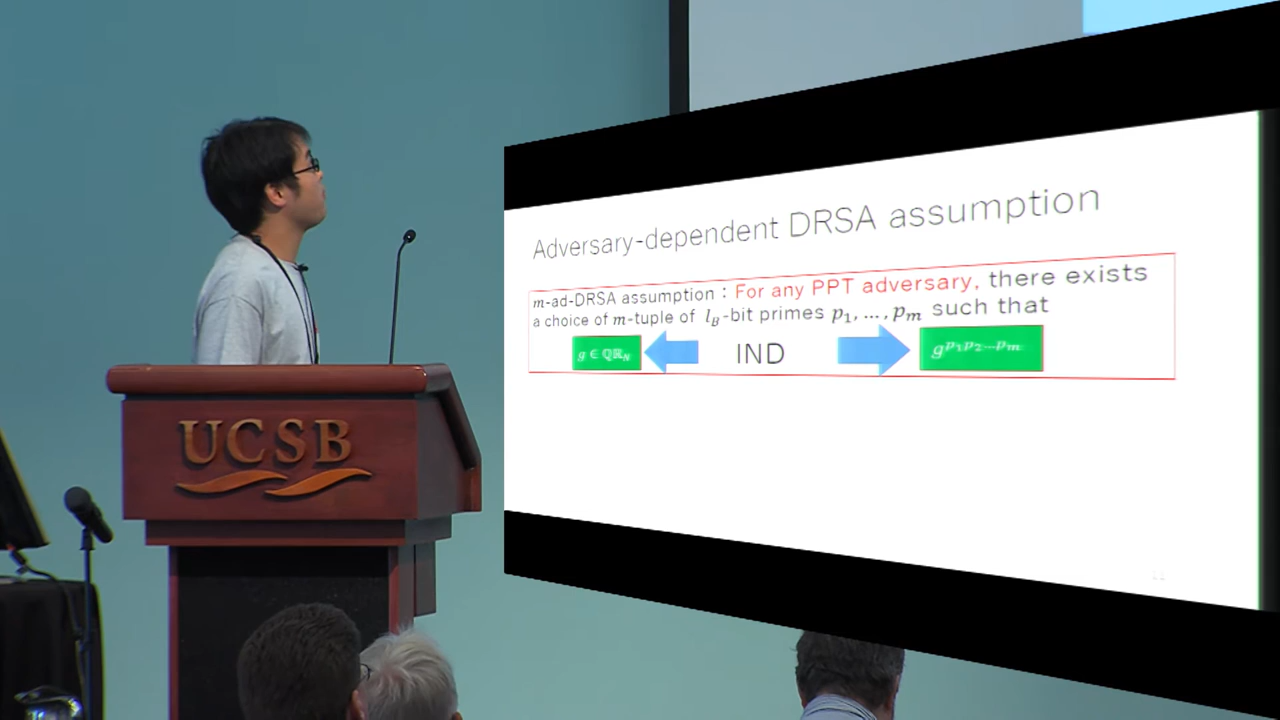 UCSB
Adversary-dependent DRSA assumption
m-ad-DRSA assumption : For any PPT adversary, there exists
a choice of m-tuple of l_B-bit primes p_1, ... , p_m such that
g ∈ ℚℝ_N IND g^{p_1 p_2 ⋯ p_m}